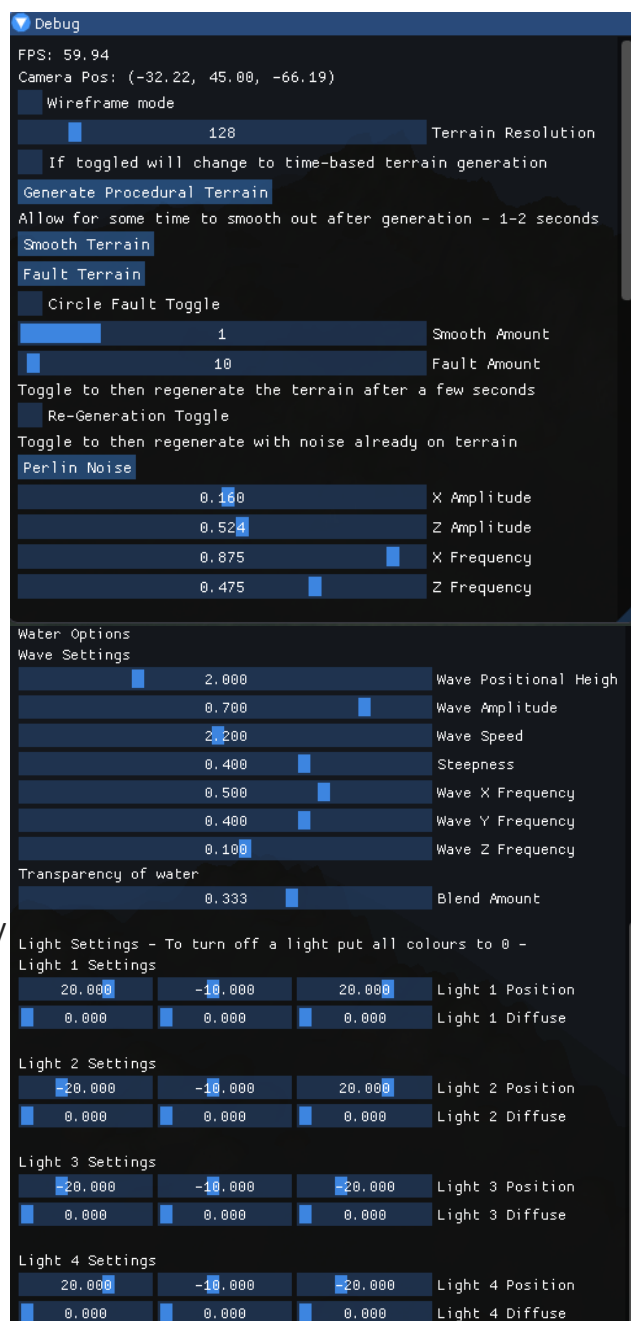 Debug
FPS: 59.94
Camera Pos: (-32.22, 45.00, -66.19)
Wireframe mode
128 Terrain Resolution
If toggled will change to time-based terrain generation
Generate Procedural Terrain
Allow for some time to smooth out after generation - 1-2 seconds
Smooth Terrain
Fault Terrain
Circle Fault Toggle
1 Smooth Amount
10 Fault Amount
Toggle to then regenerate the terrain after a few seconds
Re-Generation Toggle
Toggle to then regenerate with noise already on terrain
Perlin Noise
0.160 X Amplitude
0.524 Z Amplitude
0.875 X Frequency
0.475 Z Frequency
Water Options
Wave Settings
2.000 Wave Positional Heigh
0.700 Wave Amplitude
2.200 Wave Speed
0.400 Steepness
0.500 Wave X Frequency
0.400 Wave Y Frequency
0.100 Wave Z Frequency
Transparency of water
0.333 Blend Amount
Light Settings - To turn off a light put all colours to 0 -
Light 1 Settings
20.000 -10.000 20.000 Light 1 Position
0.000 0.000 0.000 Light 1 Diffuse
Light 2 Settings
-20.000 -10.000 20.000 Light 2 Position
0.000 0.000 0.000 Light 2 Diffuse
Light 3 Settings
-20.000 -10.000 -20.000 Light 3 Position
0.000 0.000 0.000 Light 3 Diffuse
Light 4 Settings
20.000 -10.000 -20.000 Light 4 Position
0.000 0.000 0.000 Light 4 Diffuse